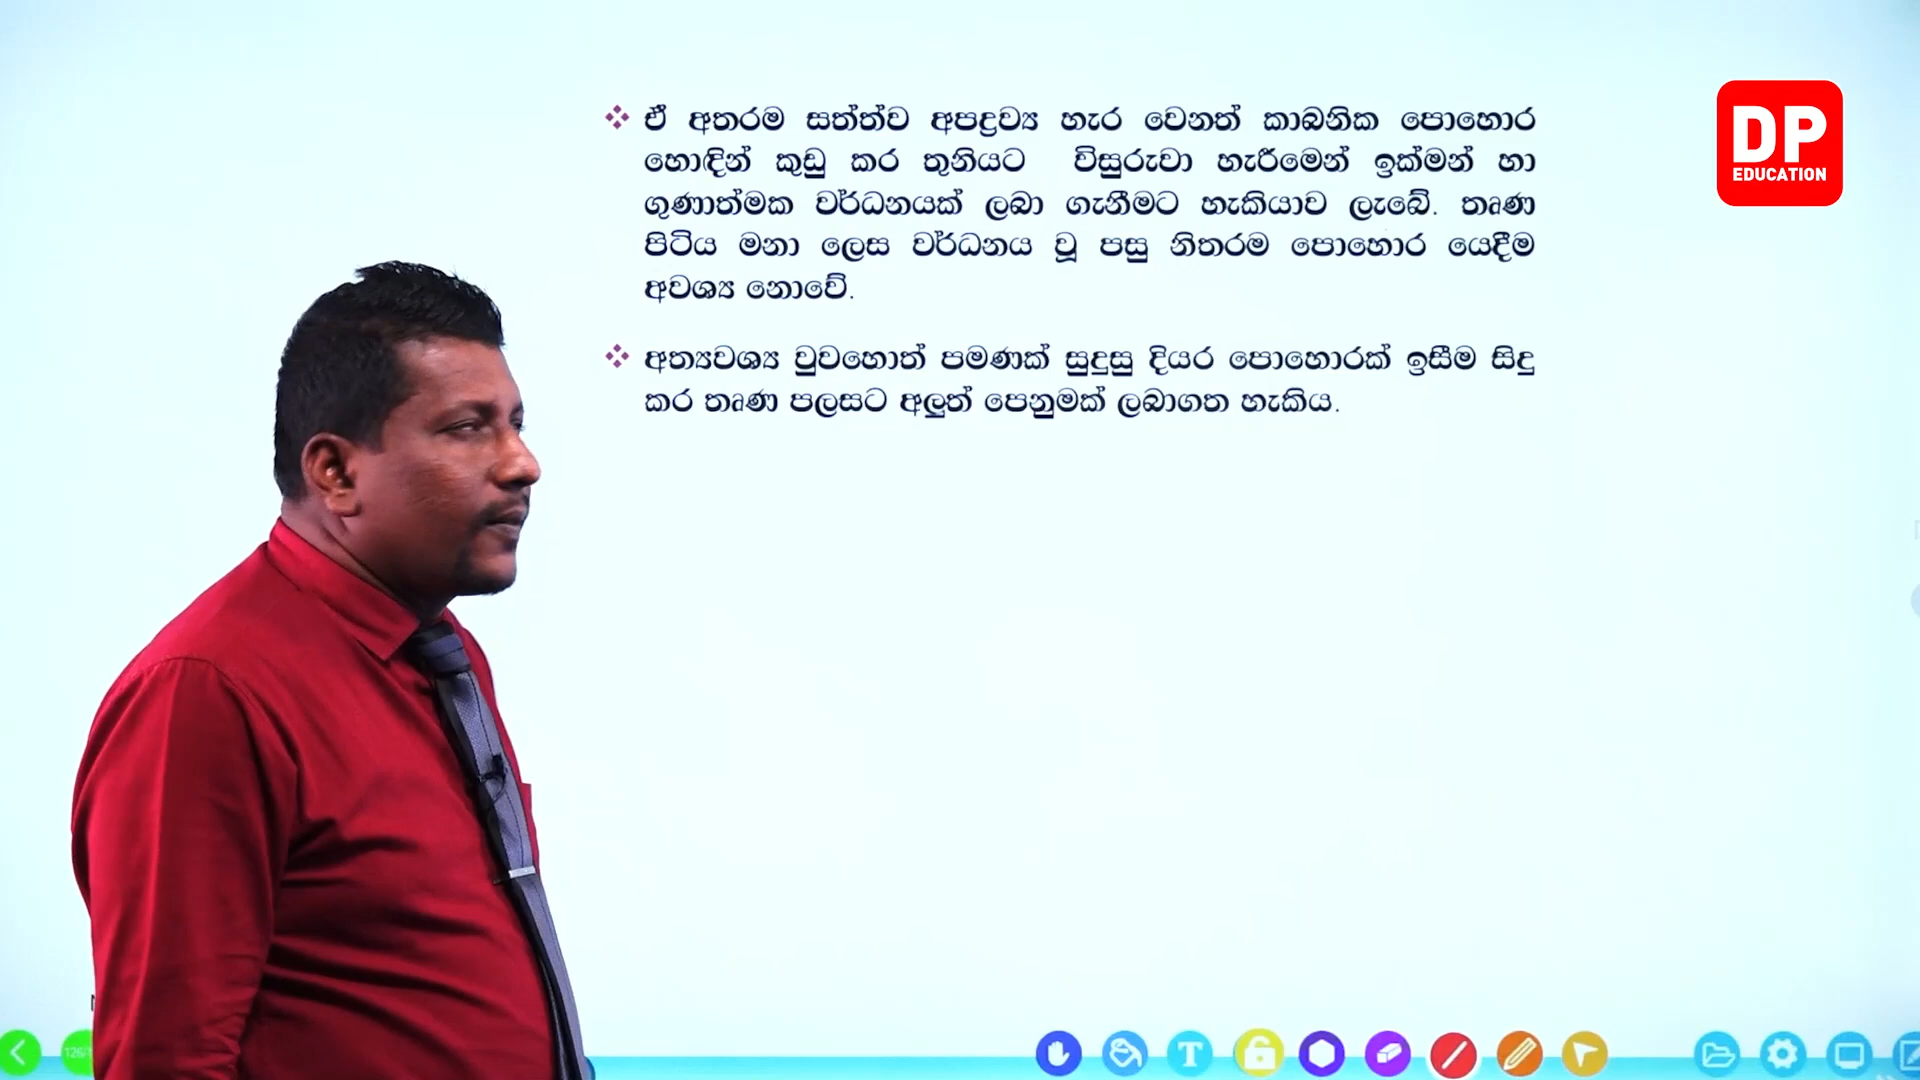 ඒ අතරම සත්ත්ව අපද්‍රව්‍ය හැර වෙනත් කාබනික පොහොර
හොඳින් කුඩු කර තුනියට විසුරුවා හැරීමෙන් ඉක්මන් හා
ගුණාත්මක වර්ධනයක් ලබා ගැනීමට හැකියාව ලැබේ. තෘණ
පිටිය මනා ලෙස වර්ධනය වූ පසු නිතරම පොහොර යෙදීම
අවශ්‍ය නොවේ.
අත්‍යවශ්‍ය වුවහොත් පමණක් සුදුසු දියර පොහොරක් ඉසීම සිදු
කර තෘණ පලසට අලුත් පෙනුමක් ලබාගත හැකිය.
DP
EDUCATION